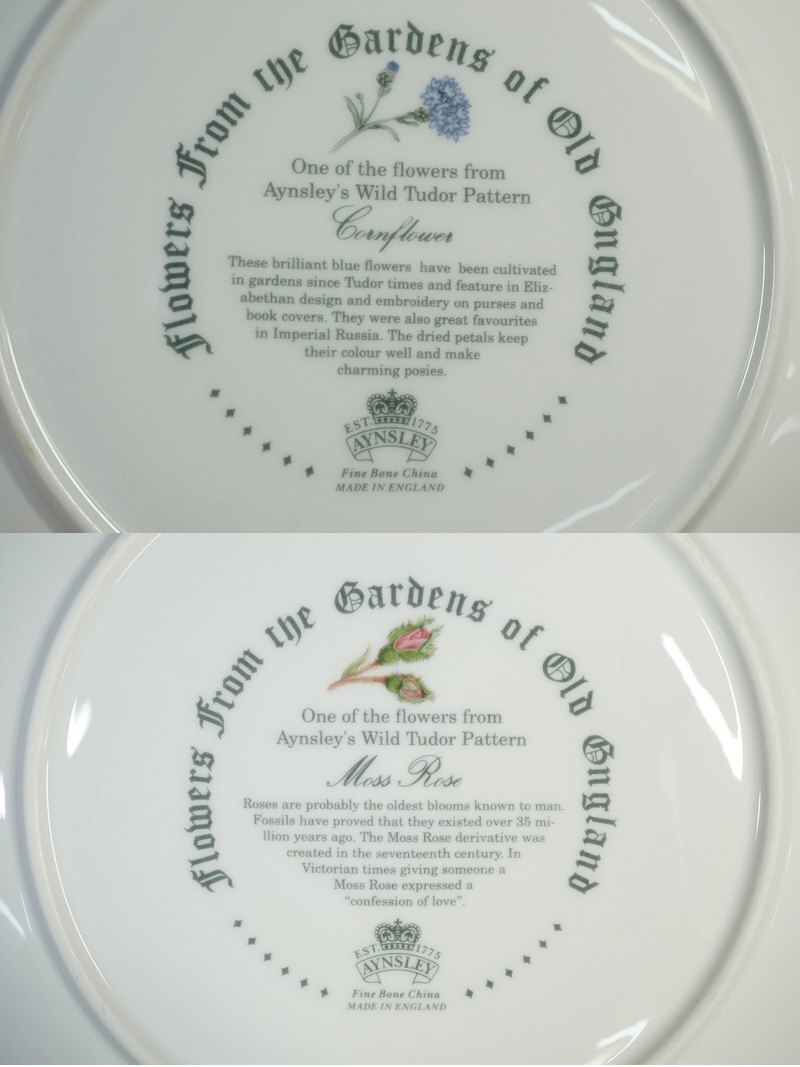 Flowers From the Gardens of Old England
One of the flowers from
Aynsley's Wild Tudor Pattern
Cornflower
These brilliant blue flowers have been cultivated
in gardens since Tudor times and feature in Eliz-
abethan design and embroidery on purses and
book covers. They were also great favourites
in Imperial Russia. The dried petals keep
their colour well and make
charming posies.
EST. 1775
AYNSLEY
Fine Bone China
MADE IN ENGLAND
Flowers From the Gardens of Old England
One of the flowers from
Aynsley's Wild Tudor Pattern
Moss Rose
Roses are probably the oldest blooms known to man.
Fossils have proved that they existed over 35 mi-
llion years ago. The Moss Rose derivative was
created in the seventeenth century. In
Victorian times giving someone a
Moss Rose expressed a
“confession of love”.
EST. 1775
AYNSLEY
Fine Bone China
MADE IN ENGLAND